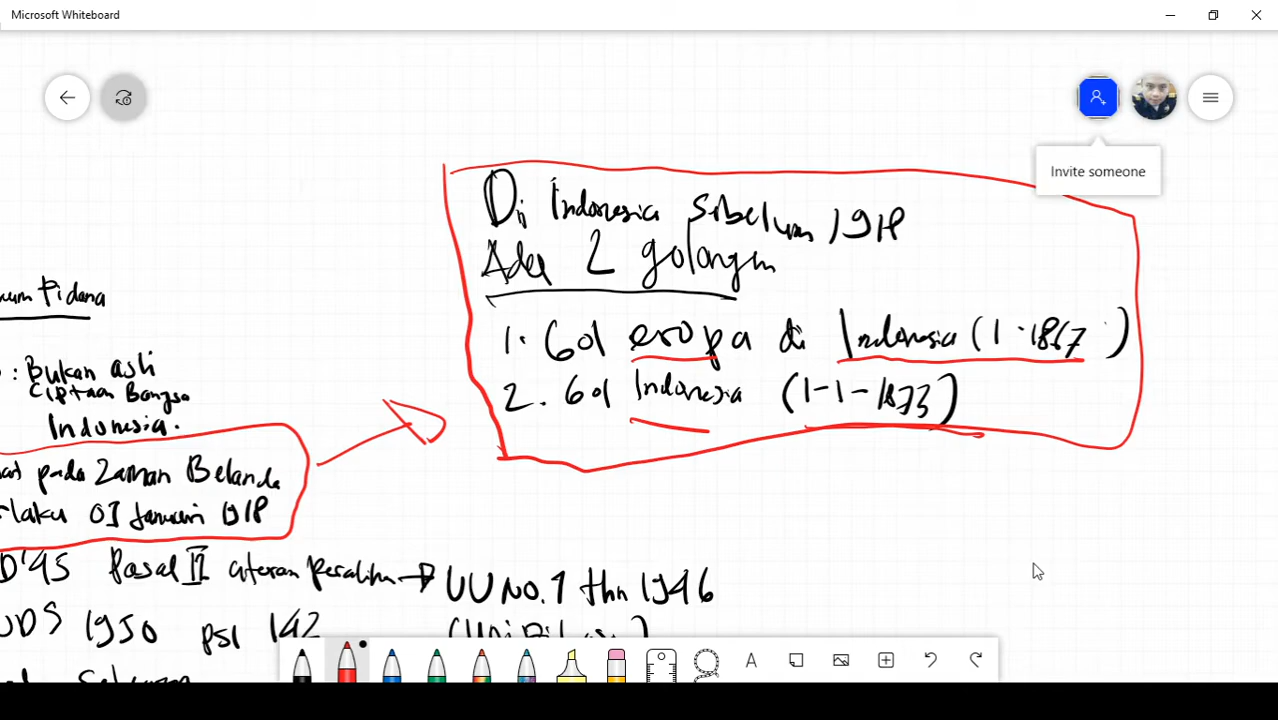 Microsoft Whiteboard
Invite someone
Di Indonesia Sebelum 1918
Ada 2 golongan
1. Gol eropa di Indonesia (1-1867)
2. Gol Indonesia (1-1-1873)
um Pidana
: Bukan asli
Ciptaan Bangsa
Indonesia.
at pada Zaman Belanda
rlaku 01 Januari 1918
D'45 Pasal II aturan peralihan → UU No. 1 thn 1946
UDS 1950 psl 142
A